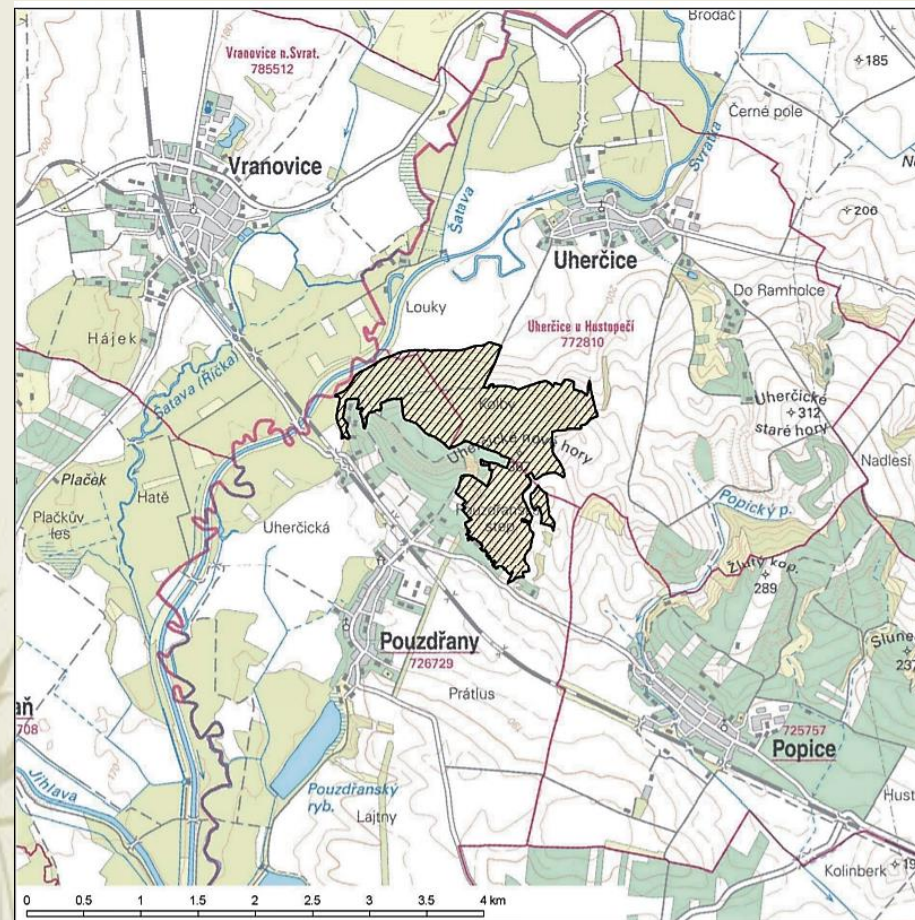 Brodač
Vranovice n.Svrat.
785512
185
Černé pole
Vranovice
Svratka
Šatava
206
Uherčice
Louky
Do Ramholce
Uherčice u Hustopečí
772810
Hájek
Šatava (Říčka)
Kolby
Uherčické
312
staré hory
Uherčické nové hory
Nadlesí
Plaček
Hatě
Popický p.
Plačkův
les
Uherčická
step
Žlutý kop.
289
Pouzdřany
726729
Prátlus
725757
Popice
Jihlava
Pouzdřanský
ryb.
Lajtny
Kolinberk
0 0.5 1 1.5 2 2.5 3 3.5 4 km